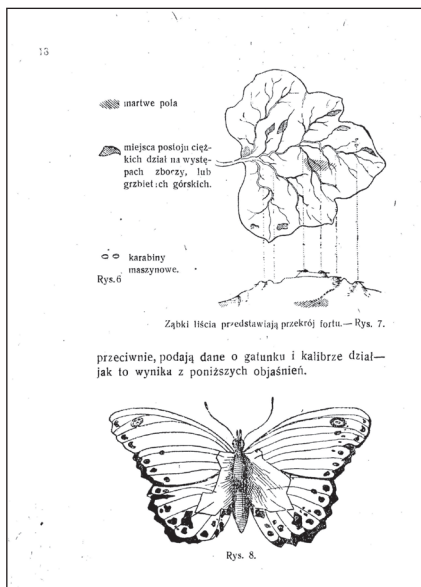 13
martwe pola
miejsca postoju cięż-
kich dział na wystę-
pach zboczy, lub
grzbietach górskich.
karabiny
maszynowe.
Rys.6
Ząbki liścia przedstawiają przekrój fortu.— Rys. 7.
przeciwnie, podają dane o gatunku i kalibrze dział—
jak to wynika z poniższych objaśnień.
Rys. 8.